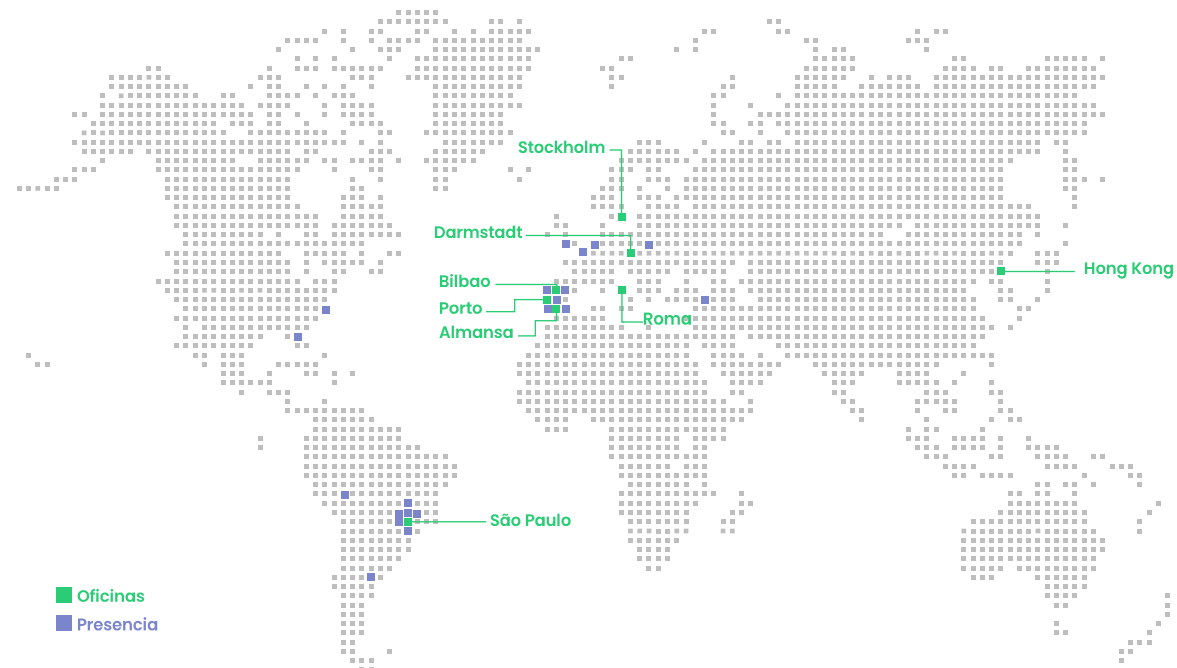 Stockholm
Darmstadt
Hong Kong
Bilbao
Porto
Roma
Almansa
São Paulo
Oficinas
Presencia